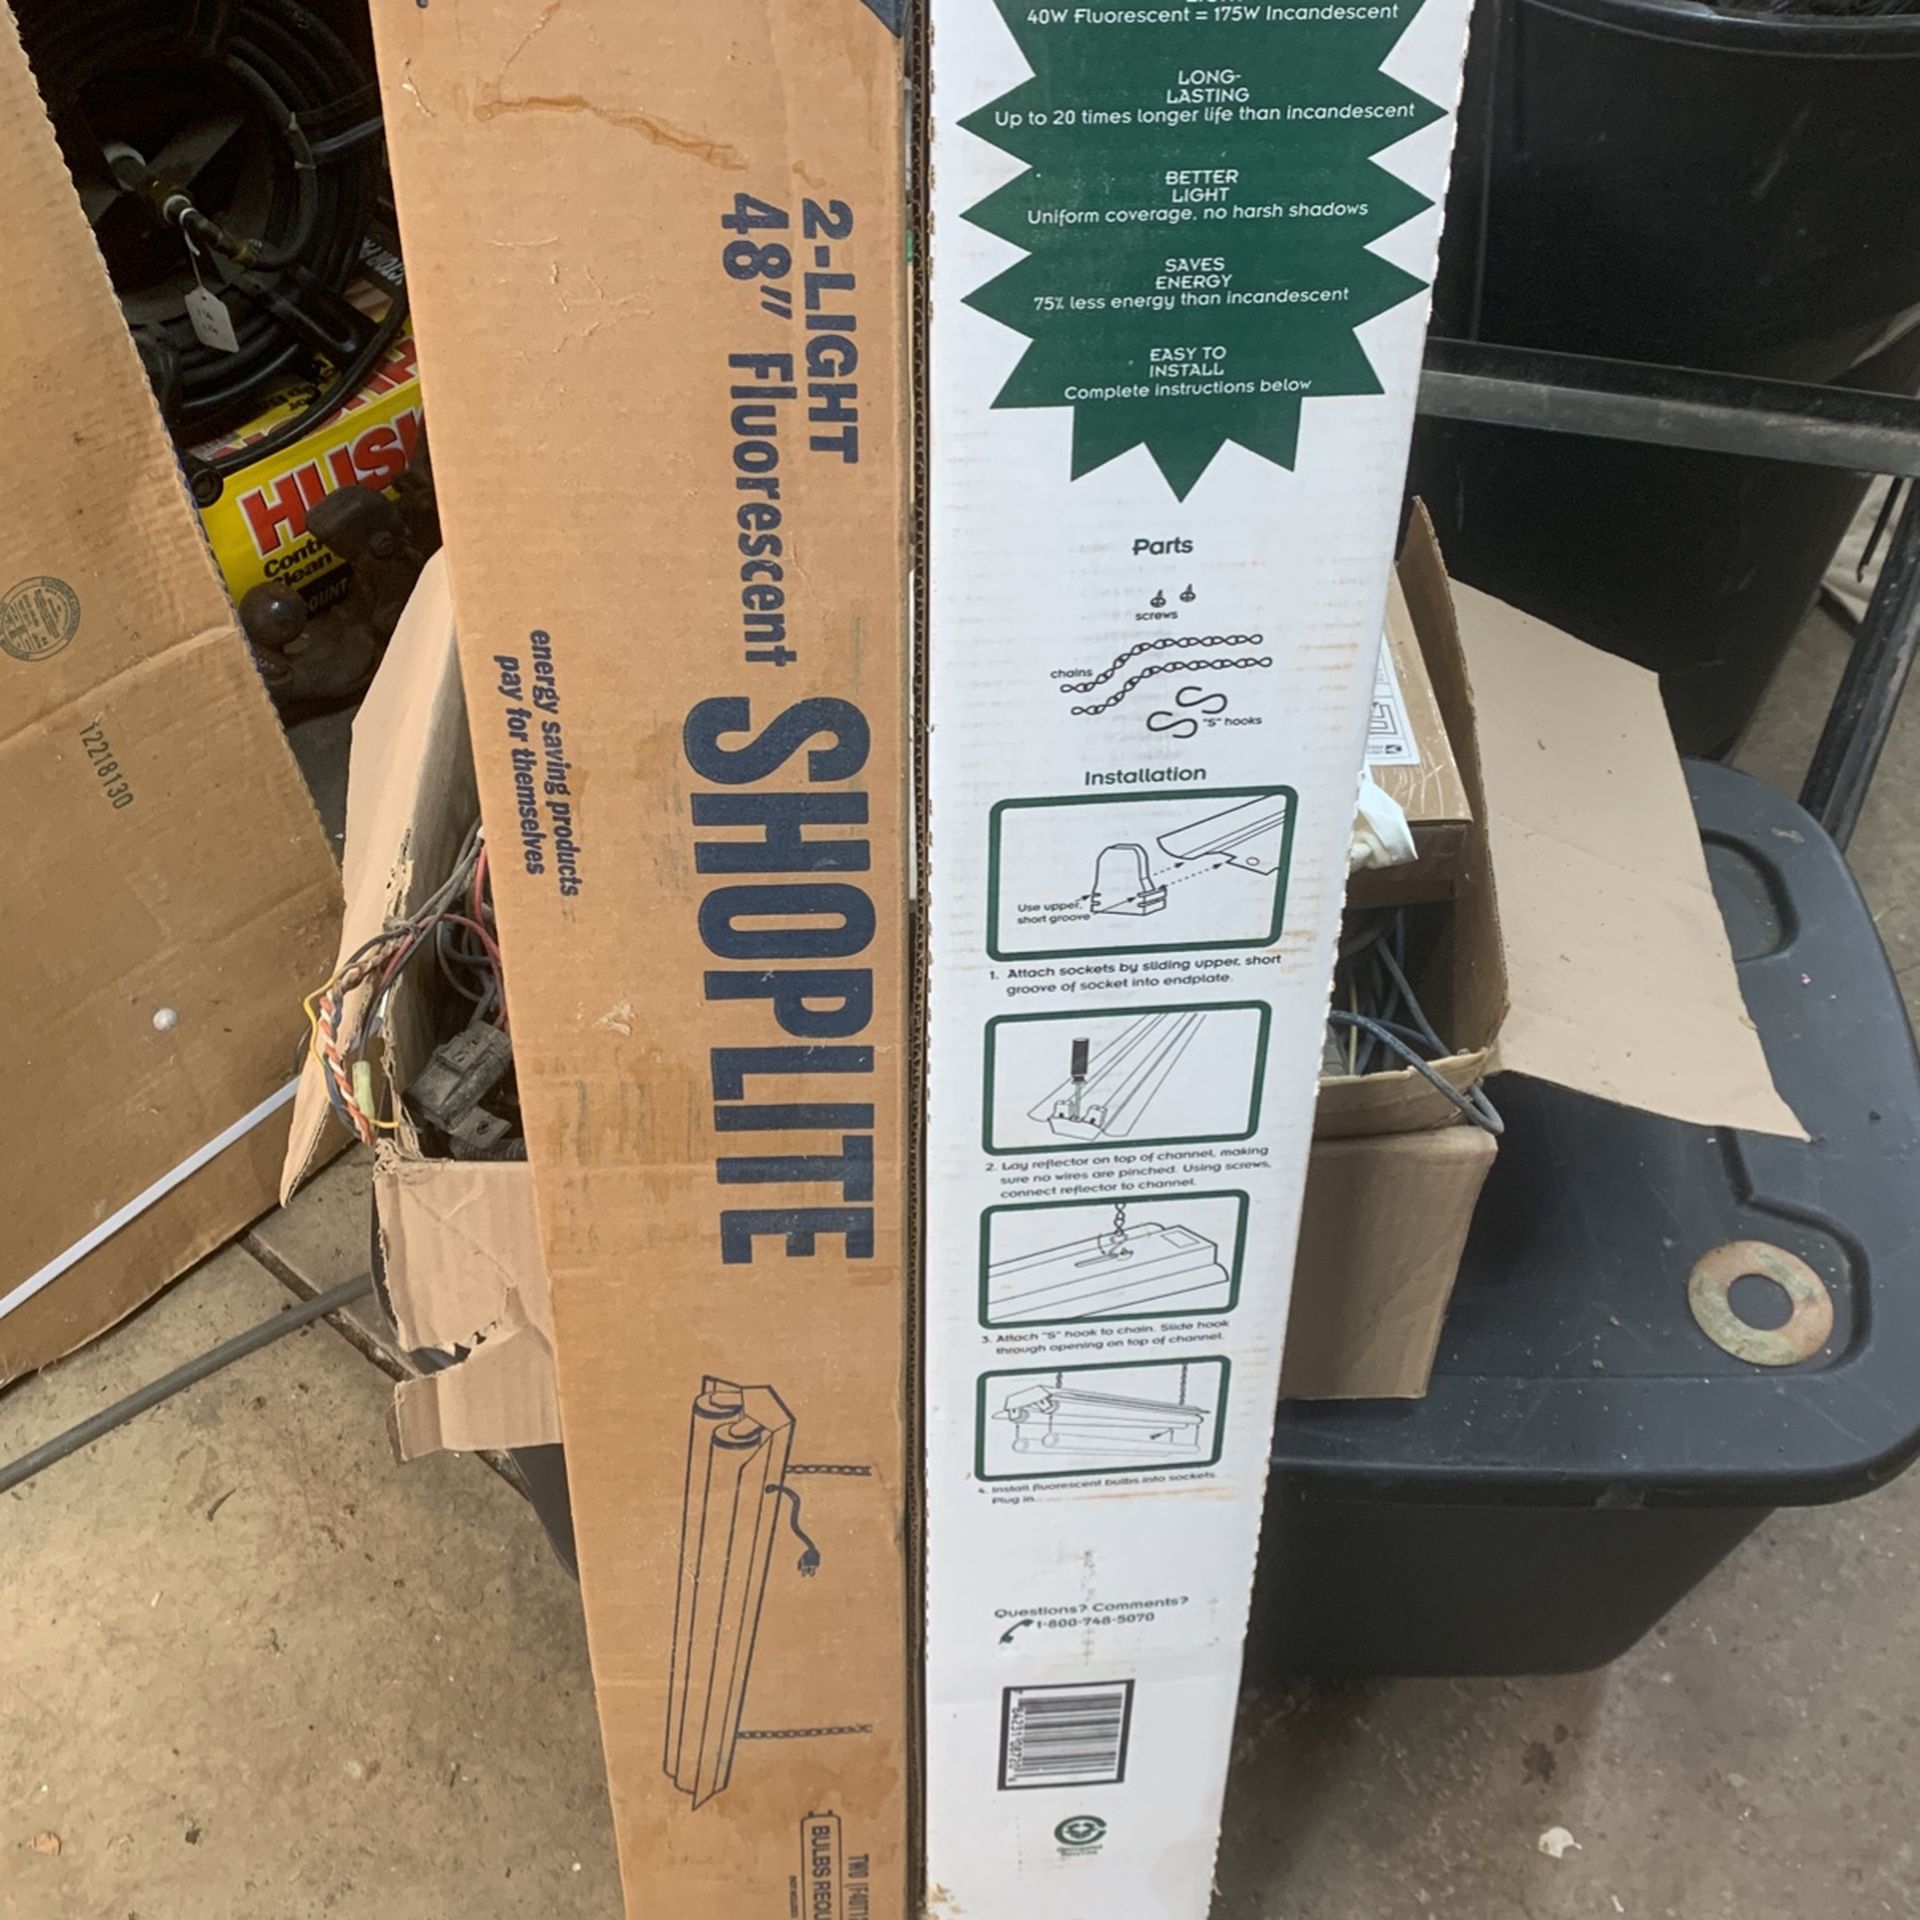 2-LIGHT
48" Fluorescent
SHOPLITE
energy saving products
pay for themselves
BULBS
40W Fluorescent = 175W Incandescent
LONG-
LASTING
Up to 20 times longer life than incandescent
BETTER
LIGHT
Uniform coverage, no harsh shadows
SAVES
ENERGY
75% less energy than incandescent
EASY TO
INSTALL
Complete instructions below
Parts
screws
chains
"S" hooks
Installation
Use upper,
short groove
1. Attach sockets by sliding upper, short
groove of socket into endplate.
2. Lay reflector on top of channel, making
sure no wires are pinched. Using screws,
connect reflector to channel.
3. Attach "S" hook to chain. Slide hook
through opening on top of channel.
4. Install fluorescent bulbs into sockets.
Plug in.
Questions? Comments?
1-800-748-5070
12218130